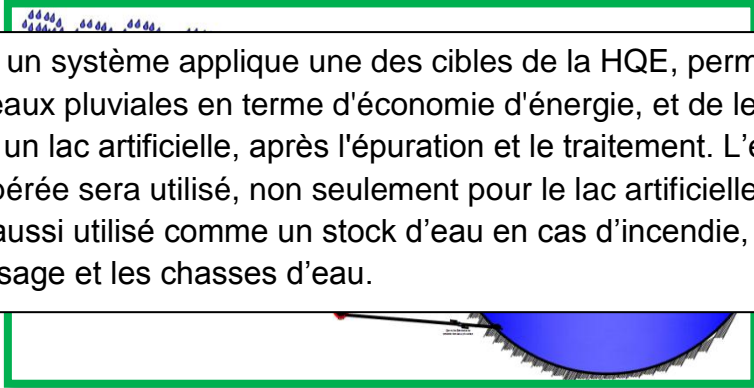 un système applique une des cibles de la HQE, perm
eaux pluviales en terme d'économie d'énergie, et de le
un lac artificielle, après l'épuration et le traitement. L'é
pérée sera utilisé, non seulement pour le lac artificielle
aussi utilisé comme un stock d'eau en cas d'incendie,
sage et les chasses d'eau.